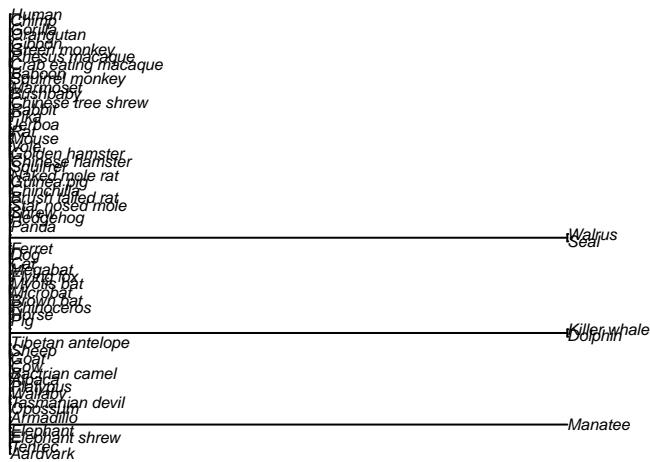 Human
Chimp
Gorilla
Orangutan
Gibbon
Green monkey
Rhesus macaque
Crab eating macaque
Baboon
Squirrel monkey
Marmoset
Bushbaby
Chinese tree shrew
Rabbit
Pika
Jerboa
Rat
Mouse
Vole
Golden hamster
Chinese hamster
Squirrel
Naked mole rat
Guinea pig
Chinchilla
Brush tailed rat
Star nosed mole
Shrew
Hedgehog
Panda
Walrus
Seal
Ferret
Dog
Cat
Megabat
Flying fox
Myotis bat
Microbat
Brown bat
Rhinoceros
Horse
Pig
Killer whale
Dolphin
Tibetan antelope
Sheep
Goat
Cow
Bactrian camel
Alpaca
Platypus
Wallaby
Tasmanian devil
Opossum
Armadillo
Manatee
Elephant
Elephant shrew
Tenrec
Aardvark